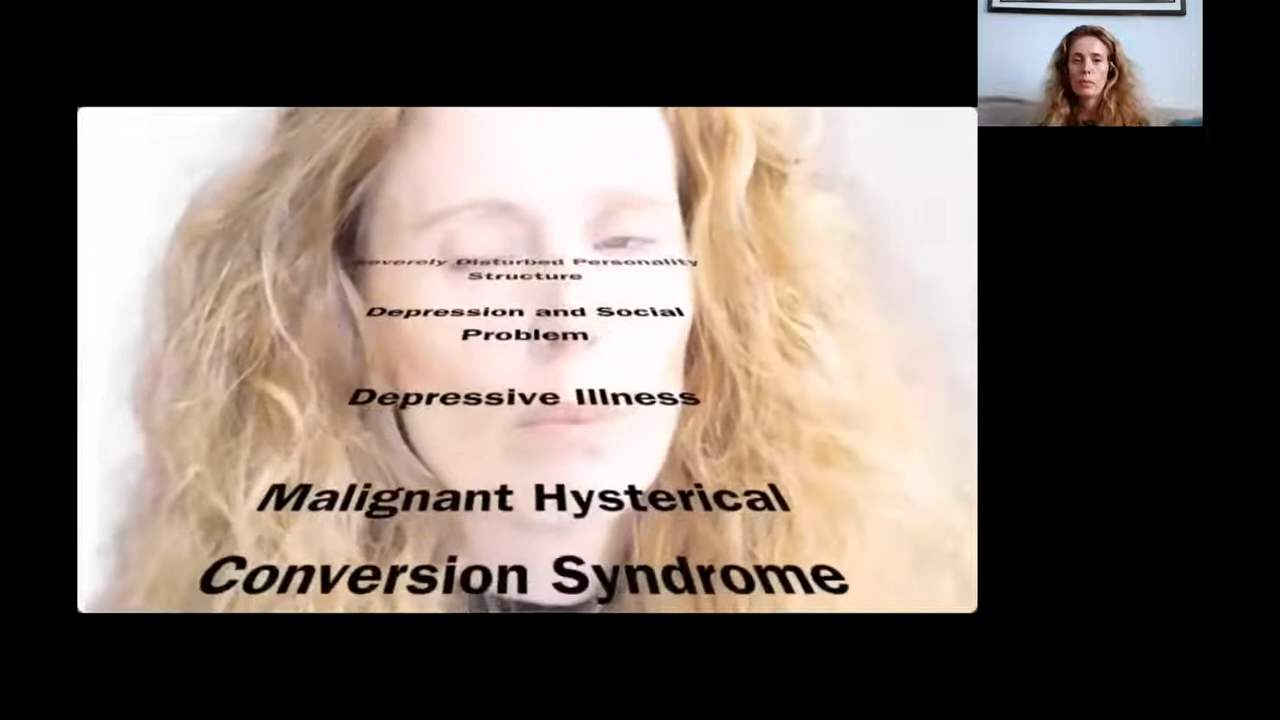 Severely Disturbed Personality
Structure
Depression and Social
Problem
Depressive Illness
Malignant Hysterical
Conversion Syndrome